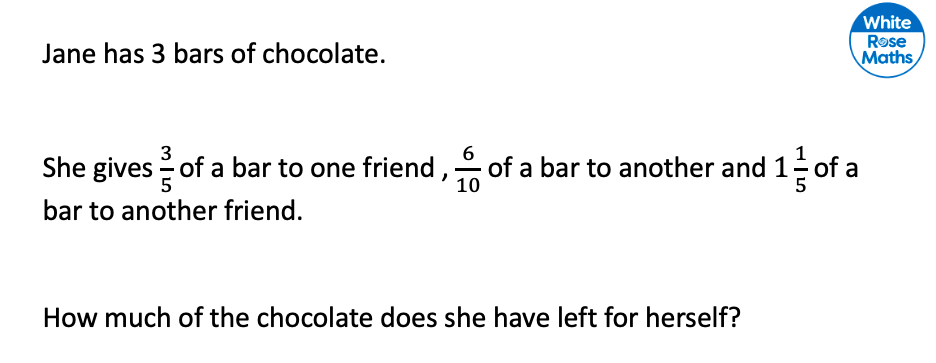 White
Rose
Maths
Jane has 3 bars of chocolate.
She gives 3/5 of a bar to one friend , 6/10 of a bar to another and 1 1/5 of a
bar to another friend.
How much of the chocolate does she have left for herself?